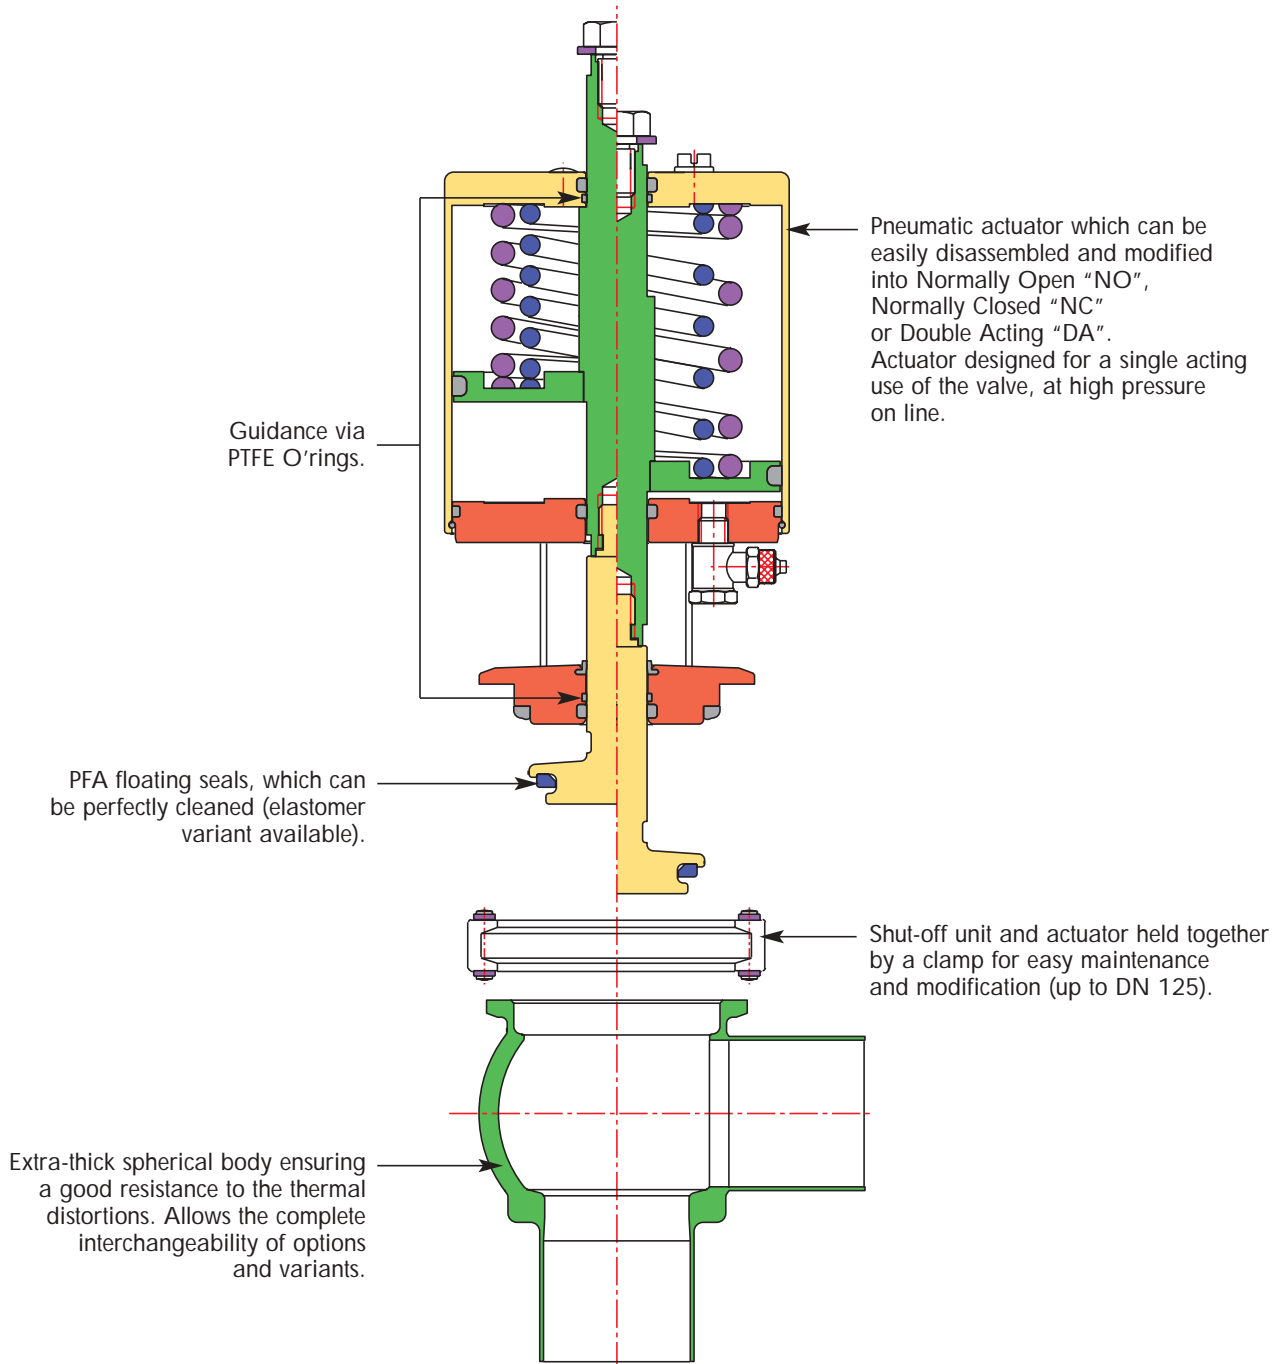 Pneumatic actuator which can be
easily disassembled and modified
into Normally Open “NO”,
Normally Closed “NC”
or Double Acting “DA”.
Actuator designed for a single acting
use of the valve, at high pressure
on line.
Guidance via
PTFE O’rings.
PFA floating seals, which can
be perfectly cleaned (elastomer
variant available).
Shut-off unit and actuator held together
by a clamp for easy maintenance
and modification (up to DN 125).
Extra-thick spherical body ensuring
a good resistance to the thermal
distortions. Allows the complete
interchangeability of options
and variants.